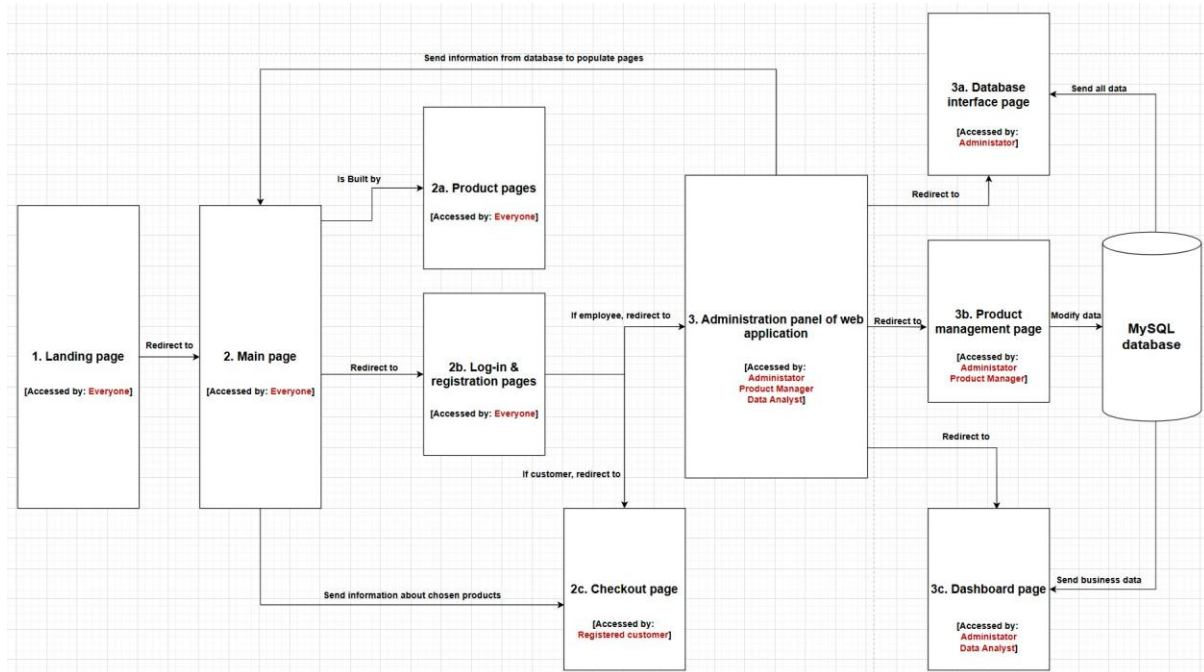 Send information from database to populate pages
3a. Database
interface page
[Accessed by:
Administator]
Send all data
Is Built by
2a. Product pages
[Accessed by: Everyone]
Redirect to
1. Landing page
[Accessed by: Everyone]
Redirect to
2. Main page
[Accessed by: Everyone]
Redirect to
2b. Log-in &
registration pages
[Accessed by: Everyone]
If employee, redirect to
If customer, redirect to
3. Administration panel of web
application
[Accessed by:
Administator
Product Manager
Data Analyst]
Redirect to
3b. Product
management page
[Accessed by:
Administator
Product Manager]
Modify data
MySQL
database
Redirect to
Send information about chosen products
2c. Checkout page
[Accessed by:
Registered customer]
3c. Dashboard page
[Accessed by:
Administator
Data Analyst]
Send business data